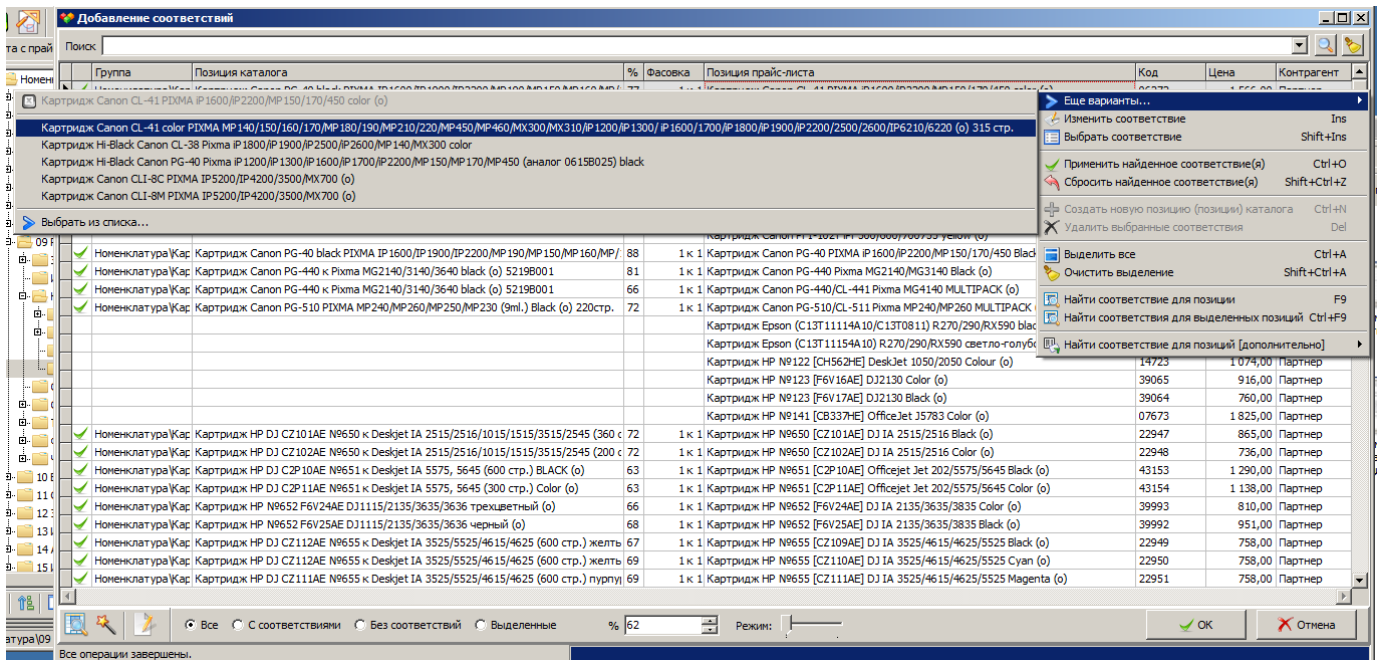 Добавление соответствий
та с прай
Поиск
Номен
Группа Позиция каталога % Фасовка Позиция прайс-листа Код Цена Контрагент
Картридж Canon CL-41 PIXMA iP1600/iP2200/MP150/170/450 color (о)
Картридж Canon CL-41 color PIXMA MP140/150/160/170/MP180/190/MP210/220/MP450/MP460/MX300/MX310/iP1200/iP1300/ iP1600/1700/iP1800/iP1900/iP2200/2500/2600/IP6210/6220 (о) 315 стр.
Картридж Hi-Black Canon CL-38 Pixma iP1800/iP1900/iP2500/iP2600/MP140/MX300 color
Картридж Hi-Black Canon PG-40 Pixma iP1200/iP1300/iP1600/iP1700/iP2200/MP150/MP170/MP450 (аналог 0615B025) black
Картридж Canon CLI-8C PIXMA IP5200/IP4200/3500/MX700 (о)
Картридж Canon CLI-8M PIXMA IP5200/IP4200/3500/MX700 (о)
Выбрать из списка...
Еще варианты...
Изменить соответствие Ins
Выбрать соответствие Shift+Ins
Применить найденное соответствие(я) Ctrl+O
Сбросить найденное соответствие(я) Shift+Ctrl+Z
Создать новую позицию (позиции) каталога Ctrl+N
Удалить выбранные соответствия Del
Выделить все Ctrl+A
Очистить выделение Shift+Ctrl+A
Найти соответствие для позиции F9
Найти соответствия для выделенных позиций Ctrl+F9
Найти соответствие для позиций [дополнительно]
09 F
Номенклатура\Кар Картридж Canon PG-40 black PIXMA IP1600/IP1900/IP2200/MP190/MP150/MP160/MP/ 88 1 к 1 Картридж Canon PG-40 PIXMA iP1600/iP2200/MP150/170/450 Black
Номенклатура\Кар Картридж Canon PG-440 к Pixma MG2140/3140/3640 black (о) 5219B001 81 1 к 1 Картридж Canon PG-440 Pixma MG2140/MG3140 Black (о)
Номенклатура\Кар Картридж Canon PG-440 к Pixma MG2140/3140/3640 black (о) 5219B001 66 1 к 1 Картридж Canon PG-440/CL-441 Pixma MG4140 MULTIPACK (о)
Номенклатура\Кар Картридж Canon PG-510 PIXMA MP240/MP260/MP250/MP230 (9ml.) Black (о) 220стр. 72 1 к 1 Картридж Canon PG-510/CL-511 Pixma MP240/MP260 MULTIPACK
Картридж Epson (C13T11114A10/C13T0811) R270/290/RX590 blac
Картридж Epson (C13T11154A10) R270/290/RX590 светло-голубо
Картридж HP №122 [CH562HE] DeskJet 1050/2050 Colour (о) 14723 1 074,00 Партнер
Картридж HP №123 [F6V16AE] DJ2130 Color (о) 39065 916,00 Партнер
Картридж HP №123 [F6V17AE] DJ2130 Black (о) 39064 760,00 Партнер
Картридж HP №141 [CB337HE] OfficeJet J5783 Color (о) 07673 1 825,00 Партнер
Номенклатура\Кар Картридж HP DJ CZ101AE №650 к Deskjet IA 2515/2516/1015/1515/3515/2545 (360 с 72 1 к 1 Картридж HP №650 [CZ101AE] DJ IA 2515/2516 Black (о) 22947 865,00 Партнер
Номенклатура\Кар Картридж HP DJ CZ102AE №650 к Deskjet IA 2515/2516/1015/1515/3515/2545 (200 с 72 1 к 1 Картридж HP №650 [CZ102AE] DJ IA 2515/2516 Color (о) 22948 736,00 Партнер
Номенклатура\Кар Картридж HP DJ C2P10AE №651 к Deskjet IA 5575, 5645 (600 стр.) BLACK (о) 63 1 к 1 Картридж HP №651 [C2P10AE] Officejet Jet 202/5575/5645 Black (о) 43153 1 290,00 Партнер
Номенклатура\Кар Картридж HP DJ C2P11AE №651 к Deskjet IA 5575, 5645 (300 стр.) Color (о) 63 1 к 1 Картридж HP №651 [C2P11AE] Officejet Jet 202/5575/5645 Color (о) 43154 1 138,00 Партнер
Номенклатура\Кар Картридж HP №652 F6V24AE DJ1115/2135/3635/3636 трехцветный (о) 66 1 к 1 Картридж HP №652 [F6V24AE] DJ IA 2135/3635/3835 Color (о) 39993 810,00 Партнер
Номенклатура\Кар Картридж HP №652 F6V25AE DJ1115/2135/3635/3636 черный (о) 68 1 к 1 Картридж HP №652 [F6V25AE] DJ IA 2135/3635/3835 Black (о) 39992 951,00 Партнер
Номенклатура\Кар Картридж HP DJ CZ112AE №655 к Deskjet IA 3525/5525/4615/4625 (600 стр.) желть 67 1 к 1 Картридж HP №655 [CZ109AE] DJ IA 3525/4615/4625/5525 Black (о) 22949 758,00 Партнер
Номенклатура\Кар Картридж HP DJ CZ112AE №655 к Deskjet IA 3525/5525/4615/4625 (600 стр.) желть 69 1 к 1 Картридж HP №655 [CZ110AE] DJ IA 3525/4615/4625/5525 Cyan (о) 22950 758,00 Партнер
Номенклатура\Кар Картридж HP DJ CZ111AE №655 к Deskjet IA 3525/5525/4615/4625 (600 стр.) пурпур 69 1 к 1 Картридж HP №655 [CZ111AE] DJ IA 3525/4615/4625/5525 Magenta (о) 22951 758,00 Партнер
10 Е
11 С
12 З
13 И
14 А
15 И
Все С соответствиями Без соответствий Выделенные % 62 Режим: OK Отмена
атура\09
Все операции завершены.